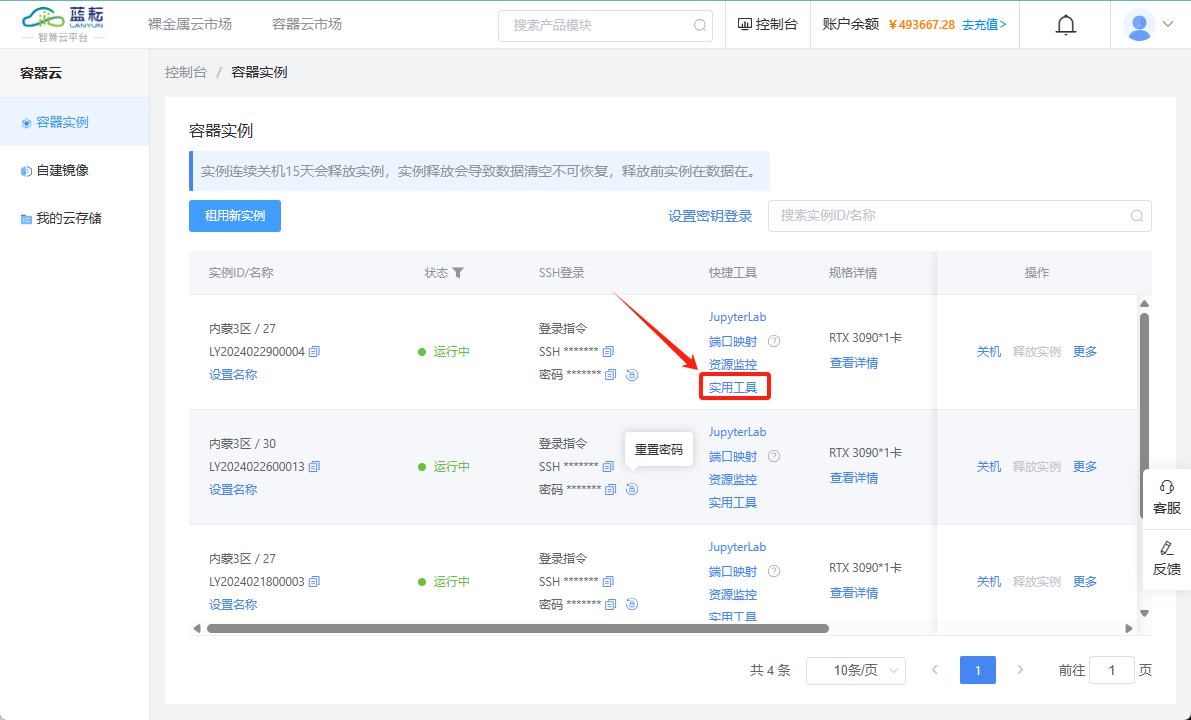 蓝耘
LANYUN
智算云平台
裸金属云市场
容器云市场
搜索产品模块
控制台
账户余额 ¥493667.28 去充值>
容器云
容器实例
自建镜像
我的云存储
控制台 / 容器实例
容器实例
实例连续关机15天会释放实例，实例释放会导致数据清空不可恢复，释放前实例在数据在。
租用新实例
设置密钥登录
搜索实例ID/名称
实例ID/名称 状态 SSH登录 快捷工具 规格详情 操作
内蒙3区 / 27
LY2024022900004
设置名称
运行中
登录指令
SSH *******
密码 *******
JupyterLab
端口映射
资源监控
实用工具
RTX 3090*1卡
查看详情
关机 释放实例 更多
内蒙3区 / 30
LY2024022600013
设置名称
运行中
登录指令
SSH *******
密码 *******
重置密码
JupyterLab
端口映射
资源监控
实用工具
RTX 3090*1卡
查看详情
关机 释放实例 更多
内蒙3区 / 27
LY2024021800003
设置名称
运行中
登录指令
SSH *******
密码 *******
JupyterLab
端口映射
资源监控
实用工具
RTX 3090*1卡
查看详情
关机 释放实例 更多
客服
反馈
共 4 条 10条/页 < 1 > 前往 1 页